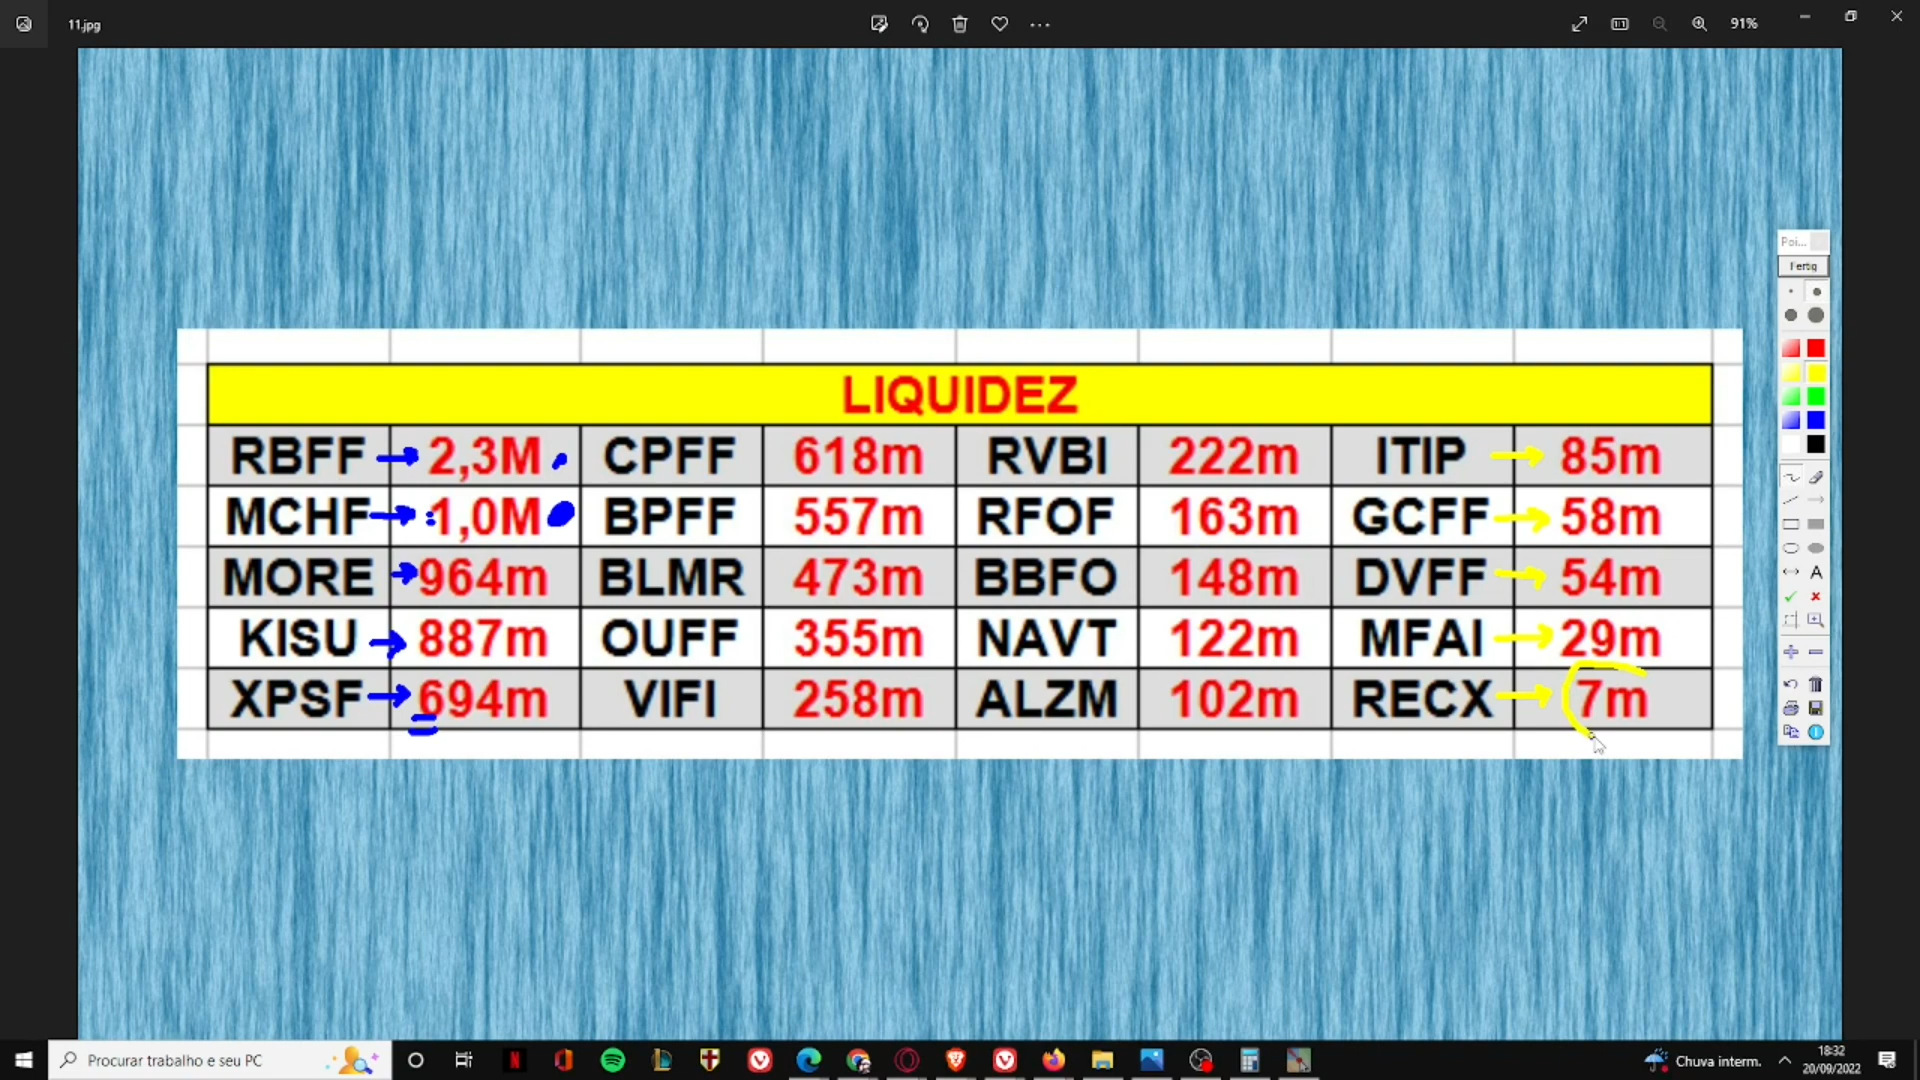 11.jpg
91%
Poi...
Fertig
LIQUIDEZ
RBFF 2,3M CPFF 618m RVBI 222m ITIP 85m
MCHF 1,0M BPFF 557m RFOF 163m GCFF 58m
MORE 964m BLMR 473m BBFO 148m DVFF 54m
KISU 887m OUFF 355m NAVT 122m MFAI 29m
XPSF 694m VIFI 258m ALZM 102m RECX 7m
A
Procurar trabalho e seu PC
Chuva interm.
18:32
20/09/2022